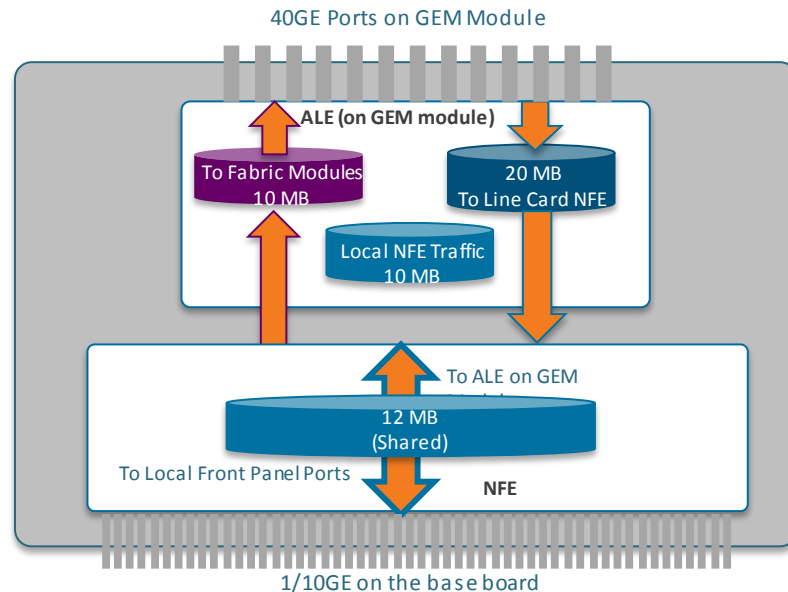 40GE Ports on GEM Module
ALE (on GEM module)
To Fabric Modules
10 MB
20 MB
To Line Card NFE
Local NFE Traffic
10 MB
To ALE on GEM
12 MB
(Shared)
To Local Front Panel Ports
NFE
1/10GE on the base board